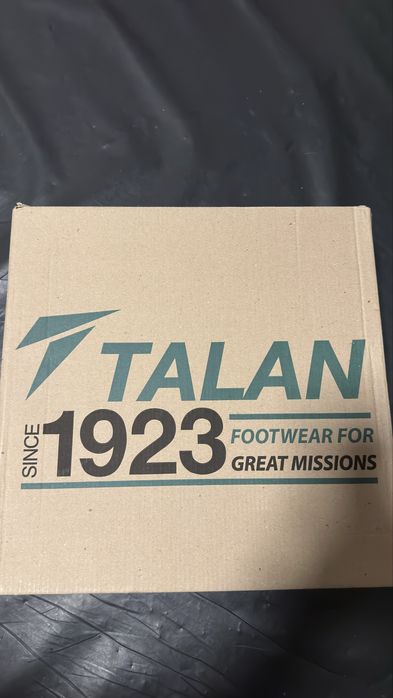 TALAN
SINCE 1923
FOOTWEAR FOR
GREAT MISSIONS